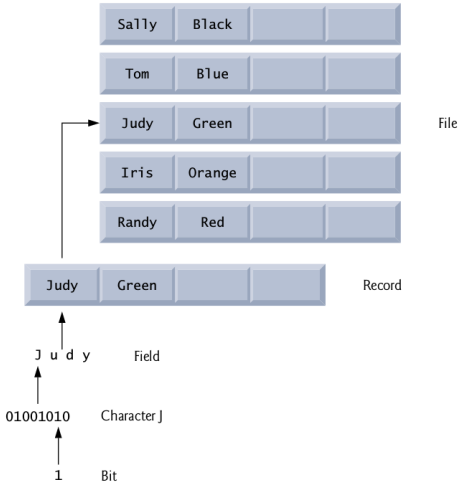 Sally Black
Tom Blue
Judy Green File
Iris Orange
Randy Red
Judy Green Record
J u d y Field
01001010 Character J
1 Bit